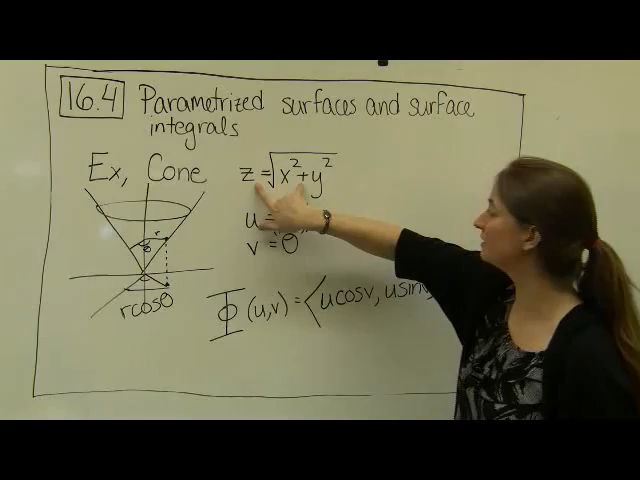 16.4 Parametrized surfaces and surface
integrals
Ex, Cone
z = √x²+y²
u =
v = θ
r
θ
rcosθ
Φ (u,v) = ⟨ucosv, usin